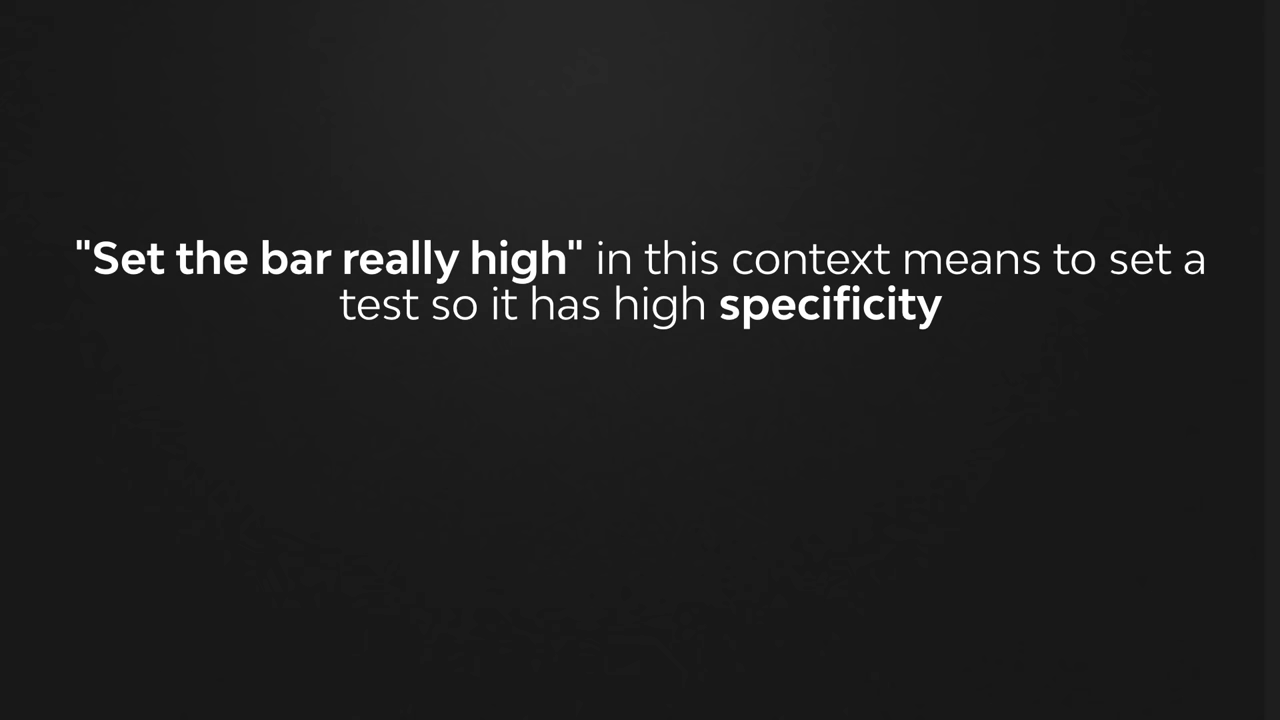 "Set the bar really high" in this context means to set a
test so it has high specificity